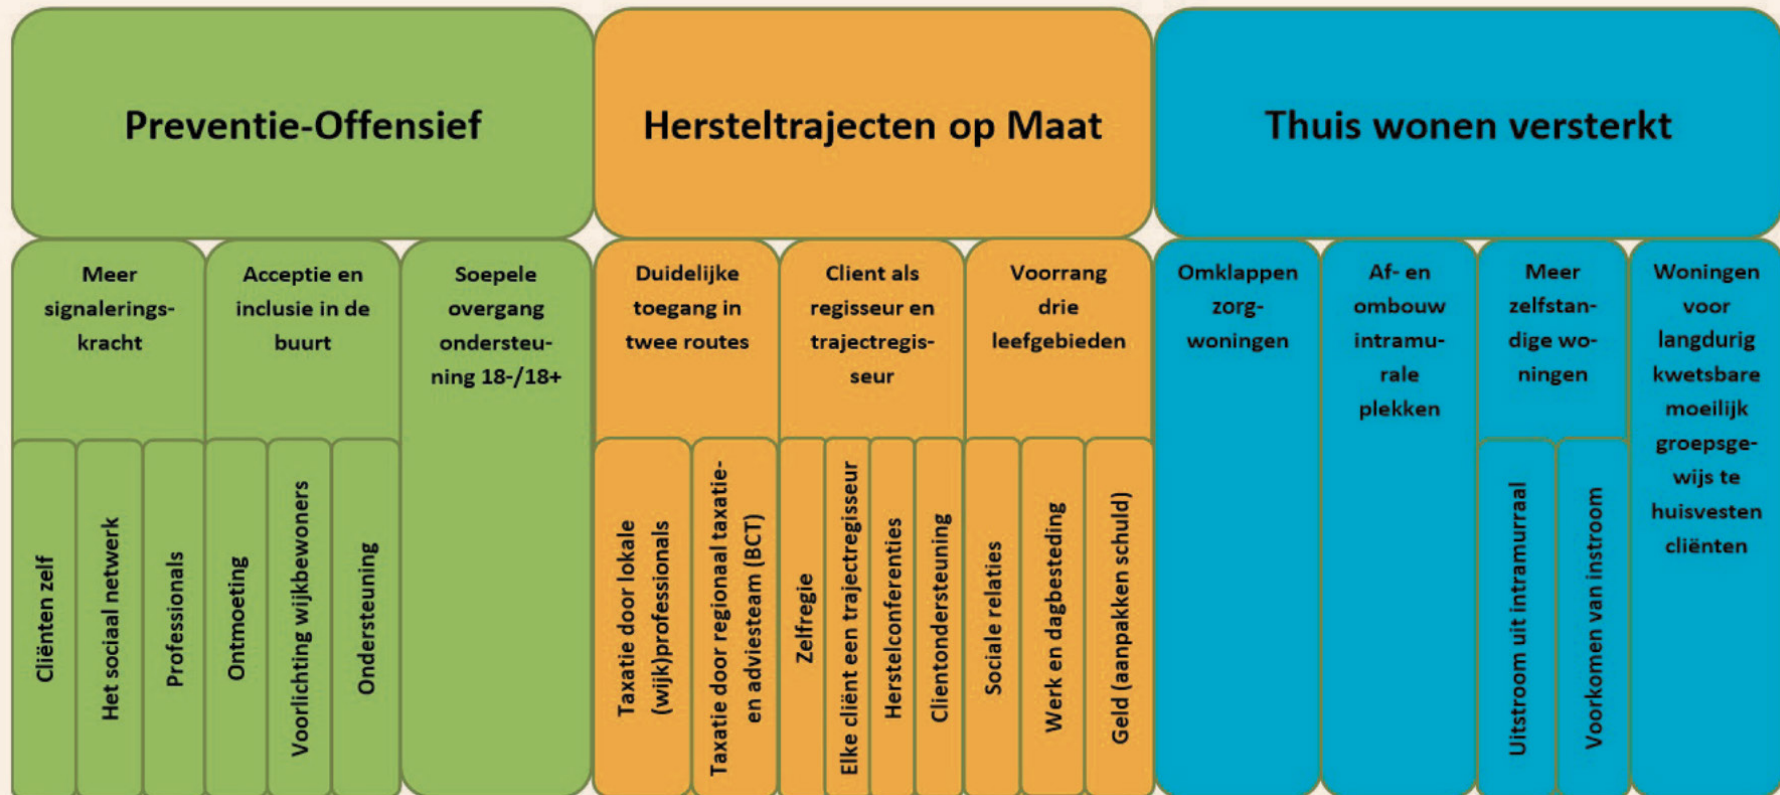 Preventie-Offensief
Hersteltrajecten op Maat
Thuis wonen versterkt
Meer
signalerings-
kracht
Acceptie en
inclusie in de
buurt
Soepele
overgang
ondersteu-
ning 18-/18+
Duidelijke
toegang in
twee routes
Client als
regisseur en
trajectregis-
seur
Voorrang
drie
leefgebieden
Omklappen
zorg-
woningen
Af- en
ombouw
intramu-
rale
plekken
Meer
zelfstan-
dige wo-
ningen
Woningen
voor
langdurig
kwetsbare
moeilijk
groepsge-
wijs te
huisvesten
cliënten
Cliënten zelf
Het sociaal netwerk
Professionals
Ontmoeting
Voorlichting wijkbewoners
Ondersteuning
Taxatie door lokale
(wijk)professionals
Taxatie door regionaal taxatie-
en adviesteam (BCT)
Zelfregie
Elke cliënt een trajectregisseur
Herstelconferenties
Clientondersteuning
Sociale relaties
Werk en dagbesteding
Geld (aanpakken schuld)
Uitstroom uit intramurraal
Voorkomen van instroom